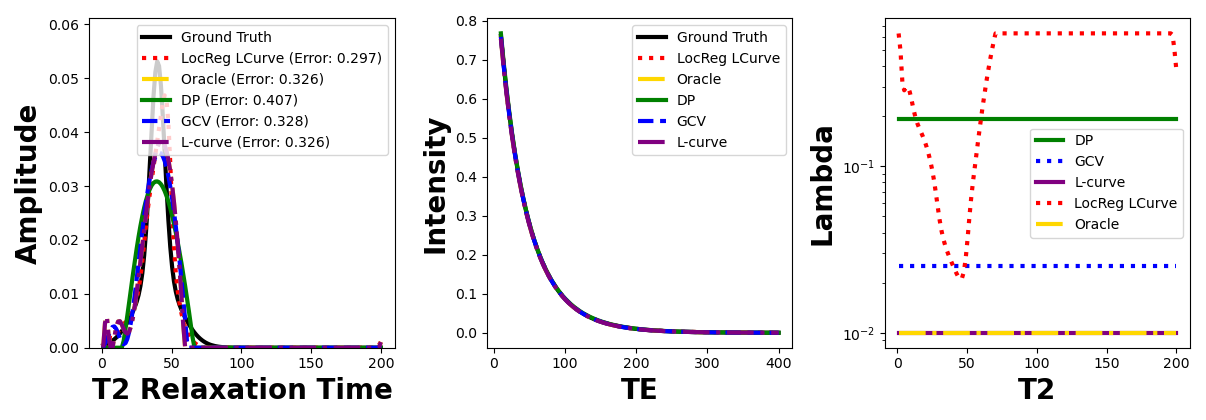 0.06
0.05
0.04
0.03
0.02
0.01
0.00
Amplitude
Ground Truth
LocReg LCurve (Error: 0.297)
Oracle (Error: 0.326)
DP (Error: 0.407)
GCV (Error: 0.328)
L-curve (Error: 0.326)
0 50 100 150 200
T2 Relaxation Time
0.8
0.7
0.6
0.5
0.4
0.3
0.2
0.1
0.0
Intensity
Ground Truth
LocReg LCurve
Oracle
DP
GCV
L-curve
0 100 200 300 400
TE
10⁻¹
10⁻²
Lambda
DP
GCV
L-curve
LocReg LCurve
Oracle
0 50 100 150 200
T2